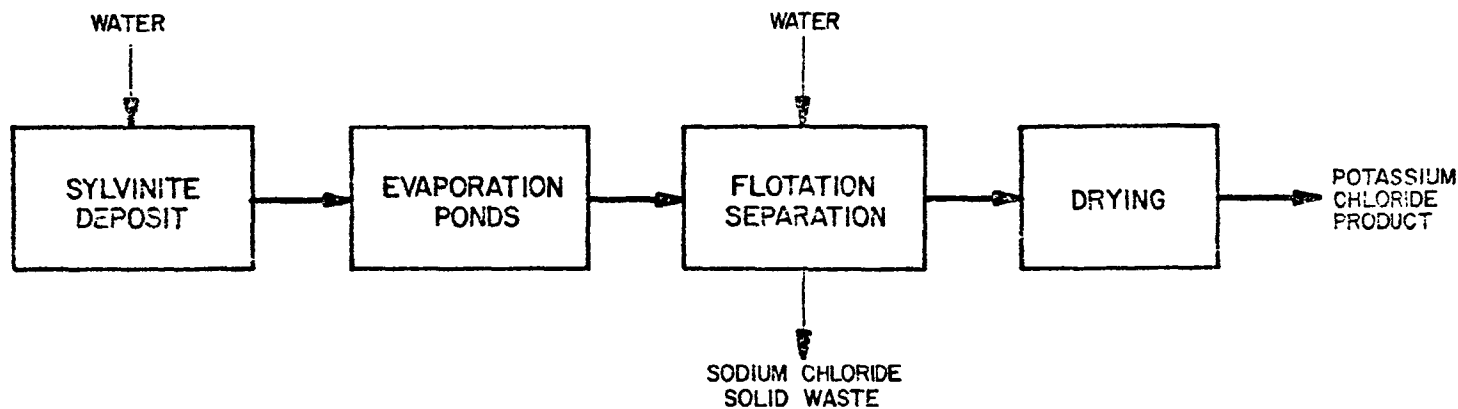 WATER
WATER
SYLVINITE
DEPOSIT
EVAPORATION
PONDS
FLOTATION
SEPARATION
DRYING
POTASSIUM
CHLORIDE
PRODUCT
SODIUM CHLORIDE
SOLID WASTE